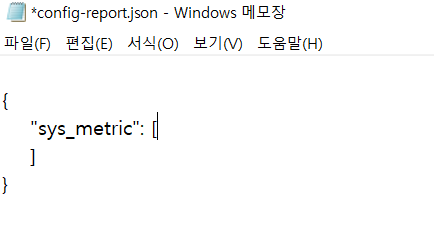 *config-report.json - Windows 메모장
파일(F) 편집(E) 서식(O) 보기(V) 도움말(H)
{
"sys_metric": [
]
}